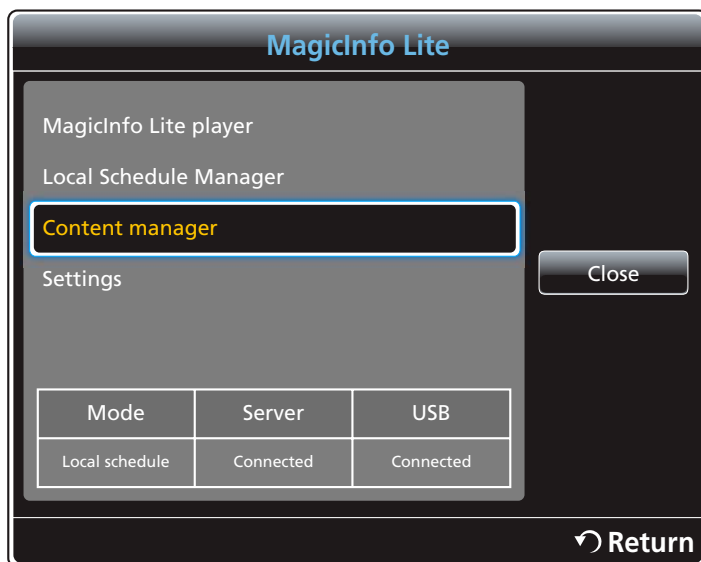 MagicInfo Lite
MagicInfo Lite player
Local Schedule Manager
Content manager
Settings
Close
Mode Server USB
Local schedule Connected Connected
Return